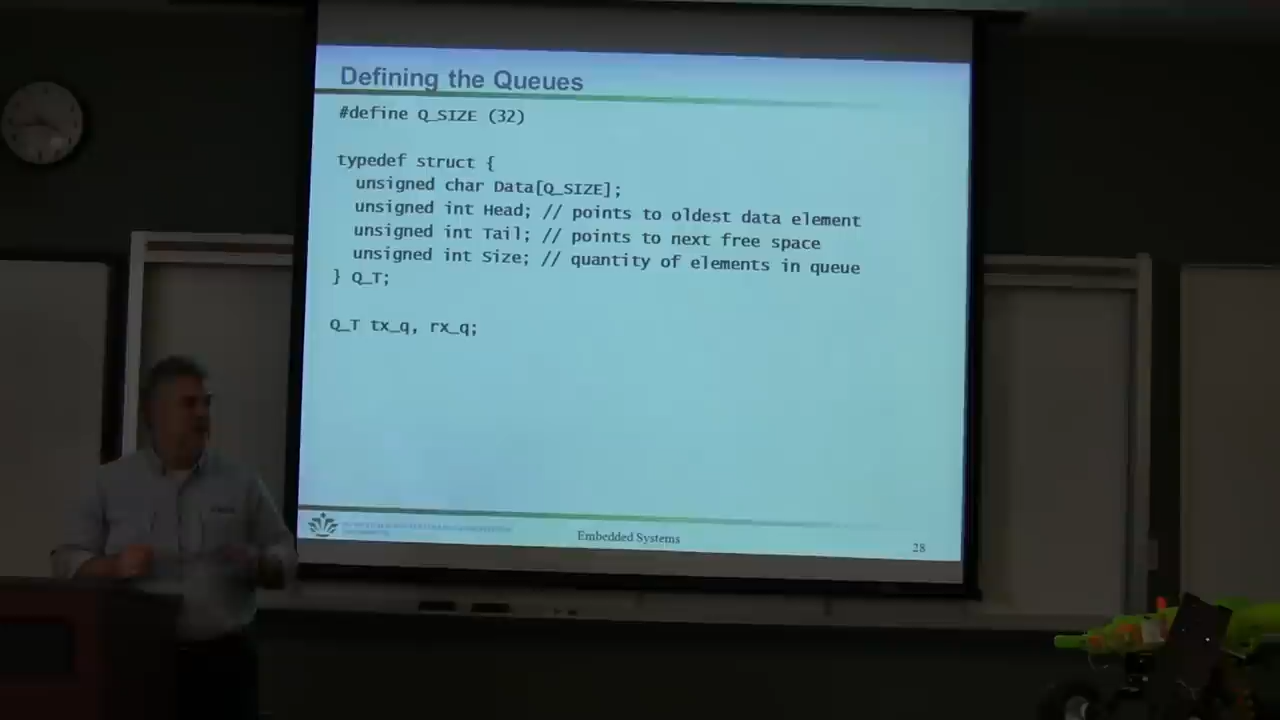 Defining the Queues
#define Q_SIZE (32)
typedef struct {
unsigned char Data[Q_SIZE];
unsigned int Head; // points to oldest data element
unsigned int Tail; // points to next free space
unsigned int Size; // quantity of elements in queue
} Q_T;
Q_T tx_q, rx_q;
Embedded Systems
28